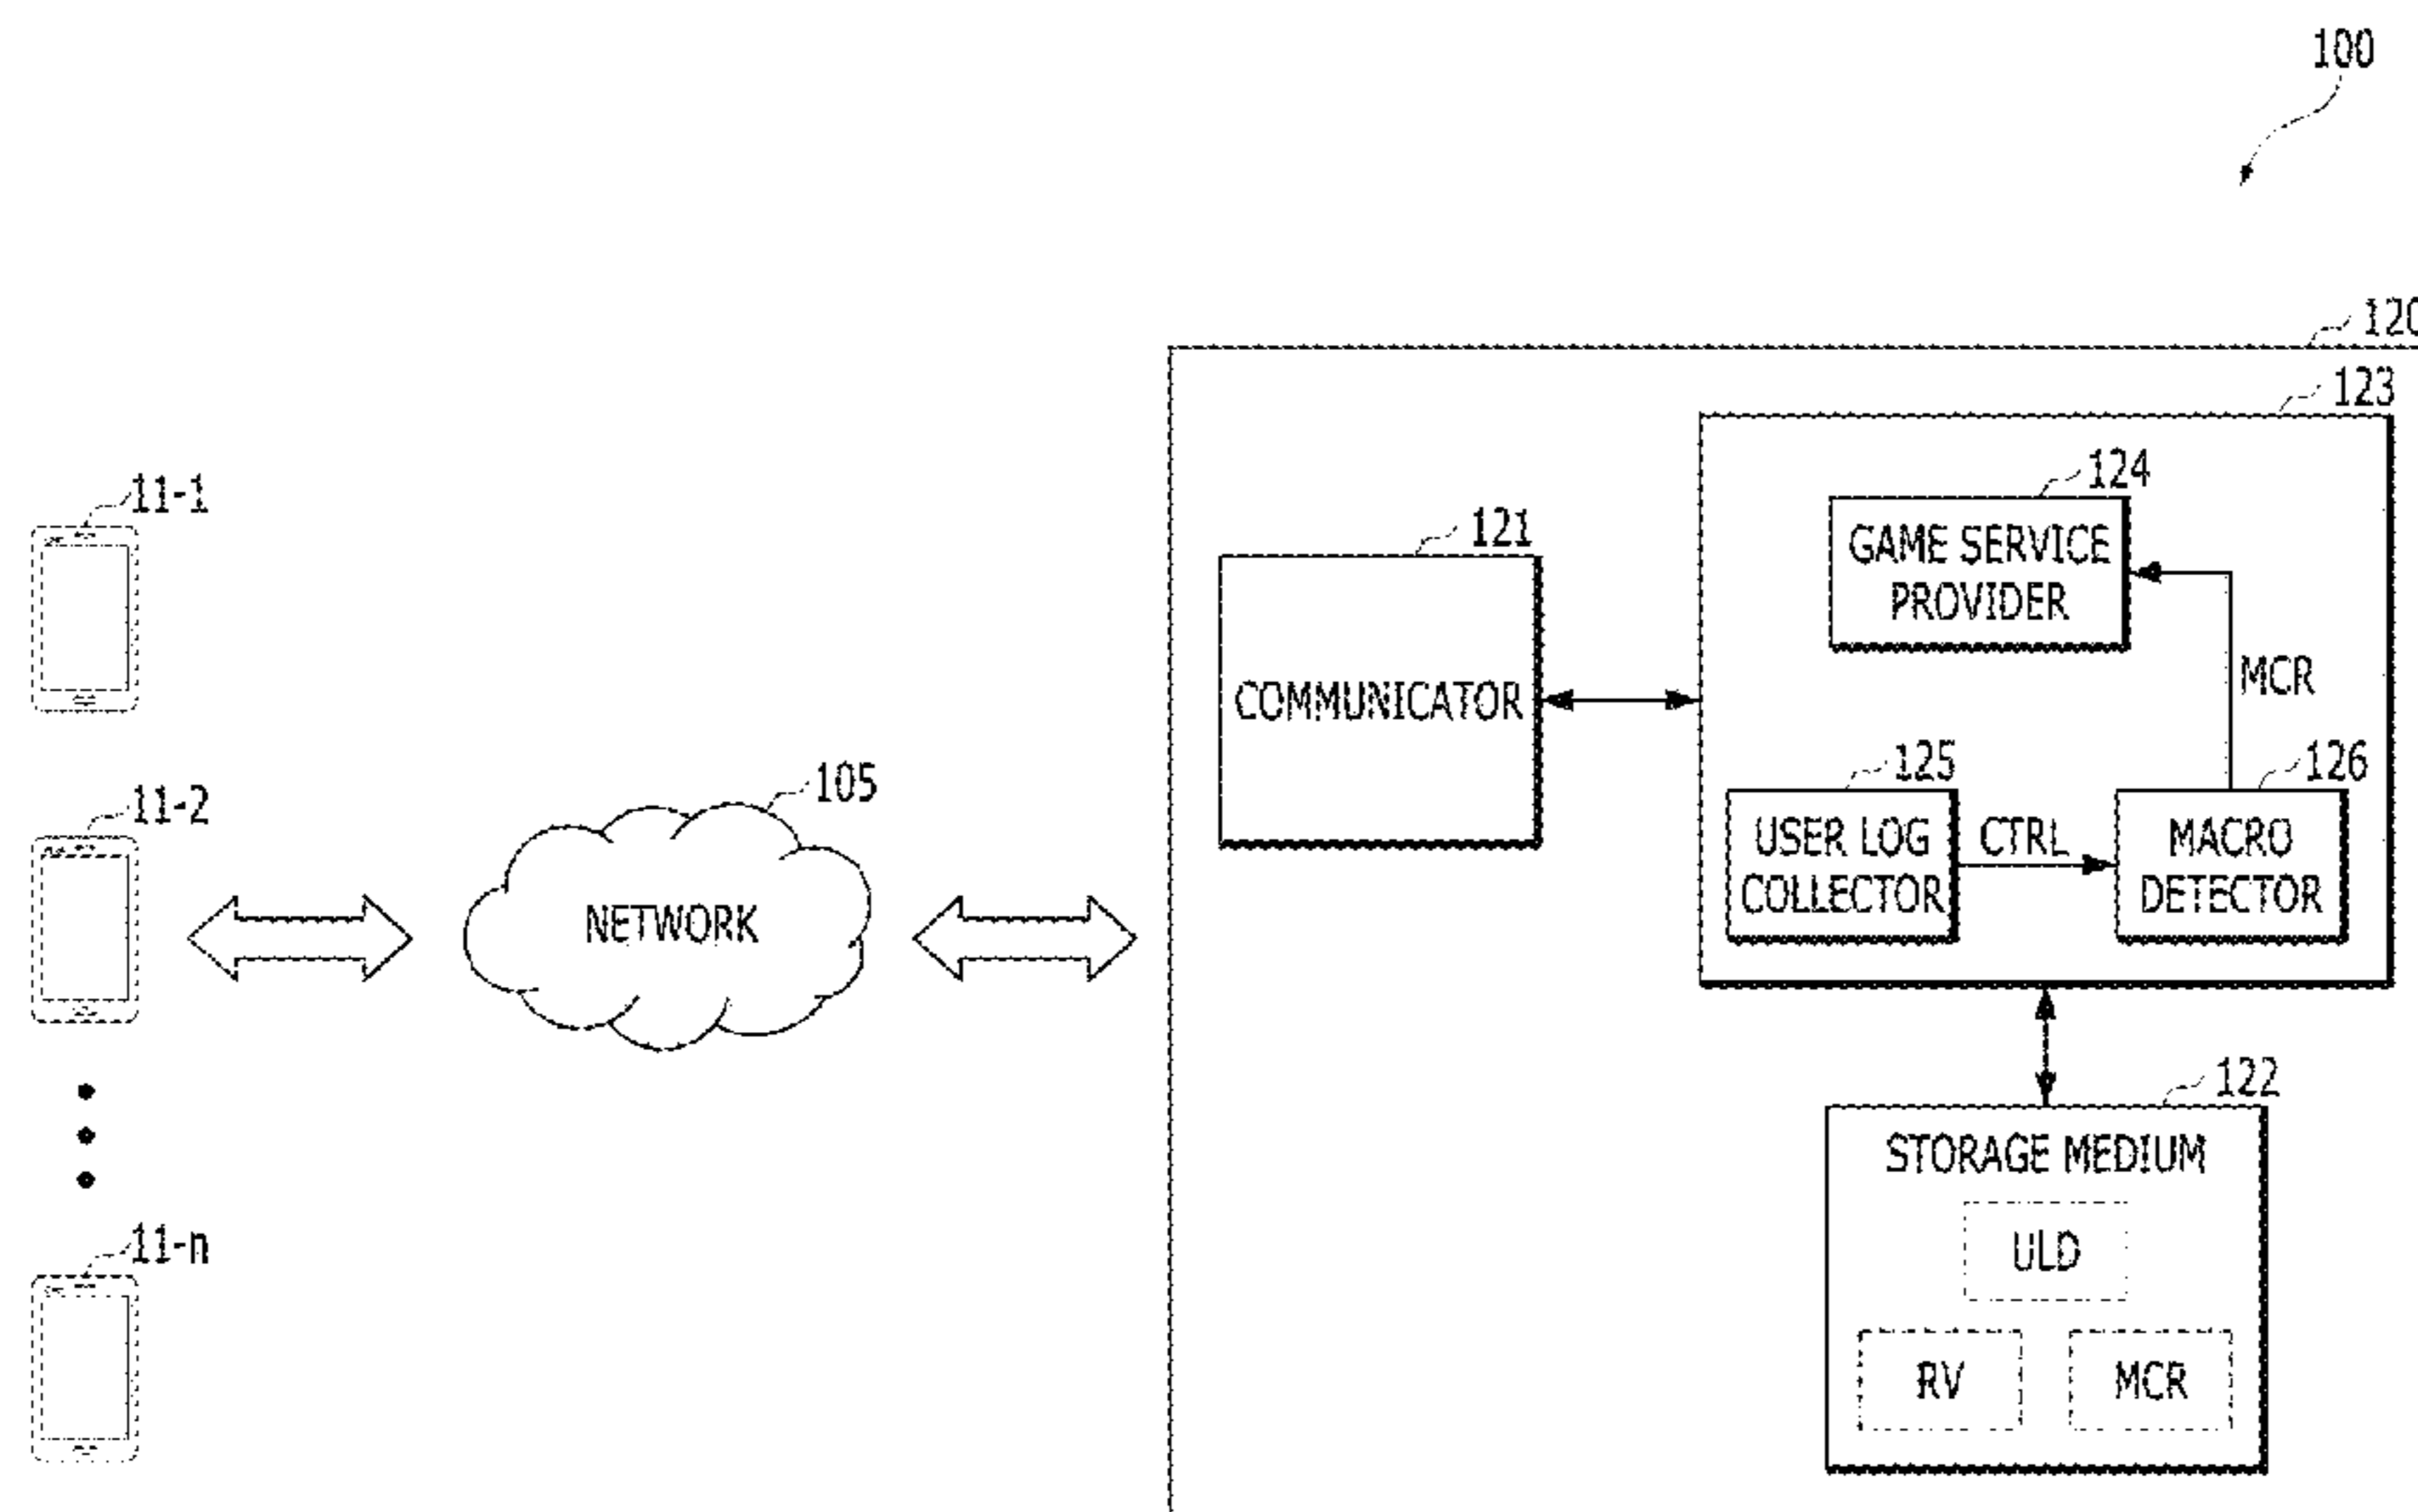 100
120
123
124
11-1
121
GAME SERVICE
PROVIDER
MCR
COMMUNICATOR
125
126
105
11-2
USER LOG
COLLECTOR
CTRL
MACRO
DETECTOR
NETWORK
122
STORAGE MEDIUM
11-n
ULD
RV
MCR